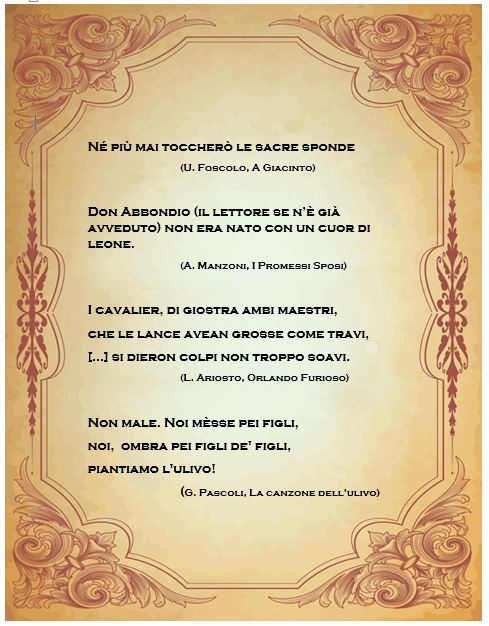 Né più mai toccherò le sacre sponde
(U. Foscolo, A Giacinto)
Don Abbondio (il lettore se n'è già
avveduto) non era nato con un cuor di
leone.
(A. Manzoni, I Promessi Sposi)
I cavalier, di giostra ambi maestri,
che le lance avean grosse come travi,
[...] si dieron colpi non troppo soavi.
(L. Ariosto, Orlando Furioso)
Non male. Noi mèsse pei figli,
noi, ombra pei figli de' figli,
piantiamo l'ulivo!
(G. Pascoli, La canzone dell'ulivo)